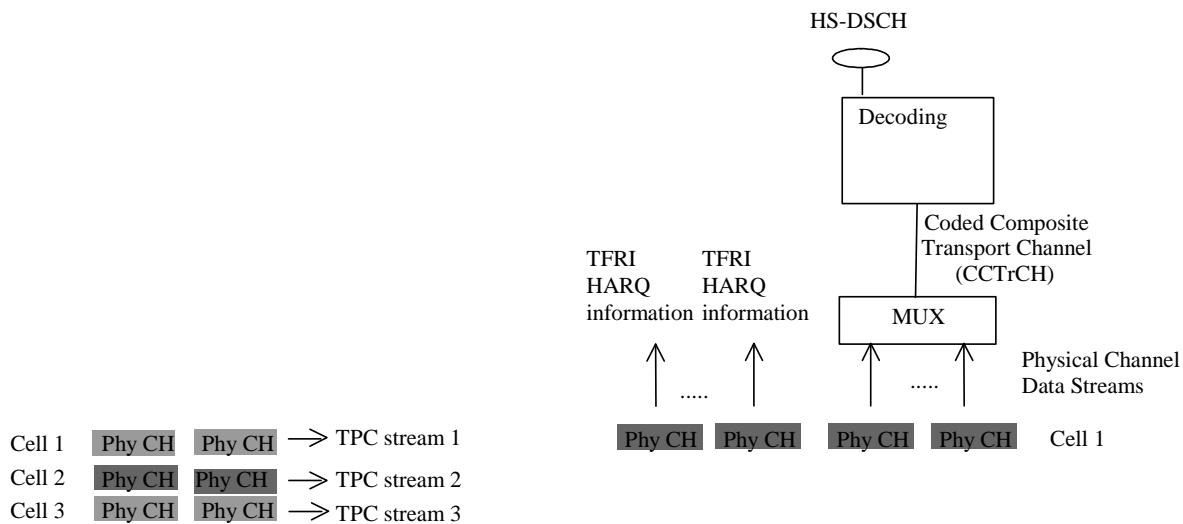 HS-DSCH
Decoding
Coded Composite
Transport Channel
(CCTrCH)
TFRI
HARQ
information
TFRI
HARQ
information
MUX
Physical Channel
Data Streams
.....
.....
Phy CH Phy CH Phy CH Phy CH Cell 1
Cell 1 Phy CH Phy CH TPC stream 1
Cell 2 Phy CH Phy CH TPC stream 2
Cell 3 Phy CH Phy CH TPC stream 3